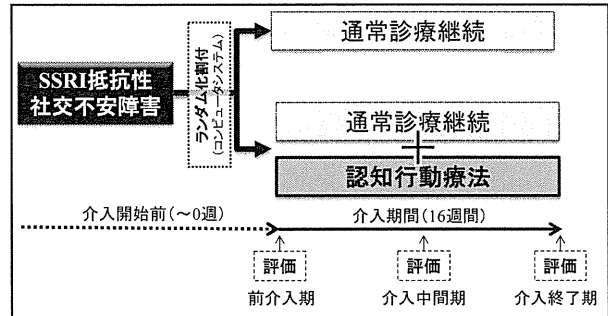 通常診療継続
SSRI抵抗性
社交不安障害
ランダム化割付
(コンピュータシステム)
通常診療継続
+
認知行動療法
介入開始前(~0週)
介入期間(16週間)
評価
評価
評価
前介入期
介入中間期
介入終了期